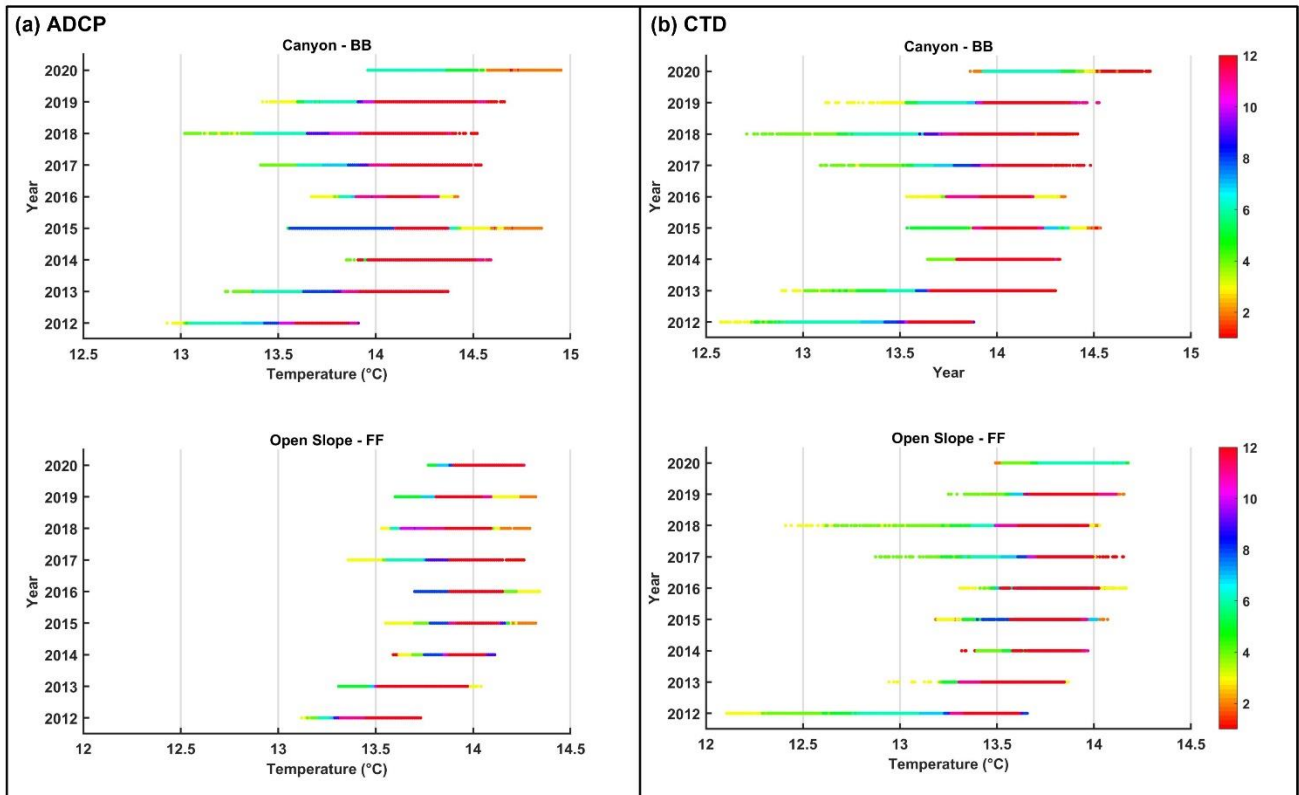 (a) ADCP
Canyon - BB
2020
2019
2018
2017
2016
2015
2014
2013
2012
Year
12.5 13 13.5 14 14.5 15
Temperature (°C)
Open Slope - FF
2020
2019
2018
2017
2016
2015
2014
2013
2012
Year
12 12.5 13 13.5 14 14.5
Temperature (°C)
(b) CTD
Canyon - BB
2020
2019
2018
2017
2016
2015
2014
2013
2012
Year
12.5 13 13.5 14 14.5 15
Year
12
10
8
6
4
2
Open Slope - FF
2020
2019
2018
2017
2016
2015
2014
2013
2012
Year
12 12.5 13 13.5 14 14.5
Temperature (°C)
12
10
8
6
4
2